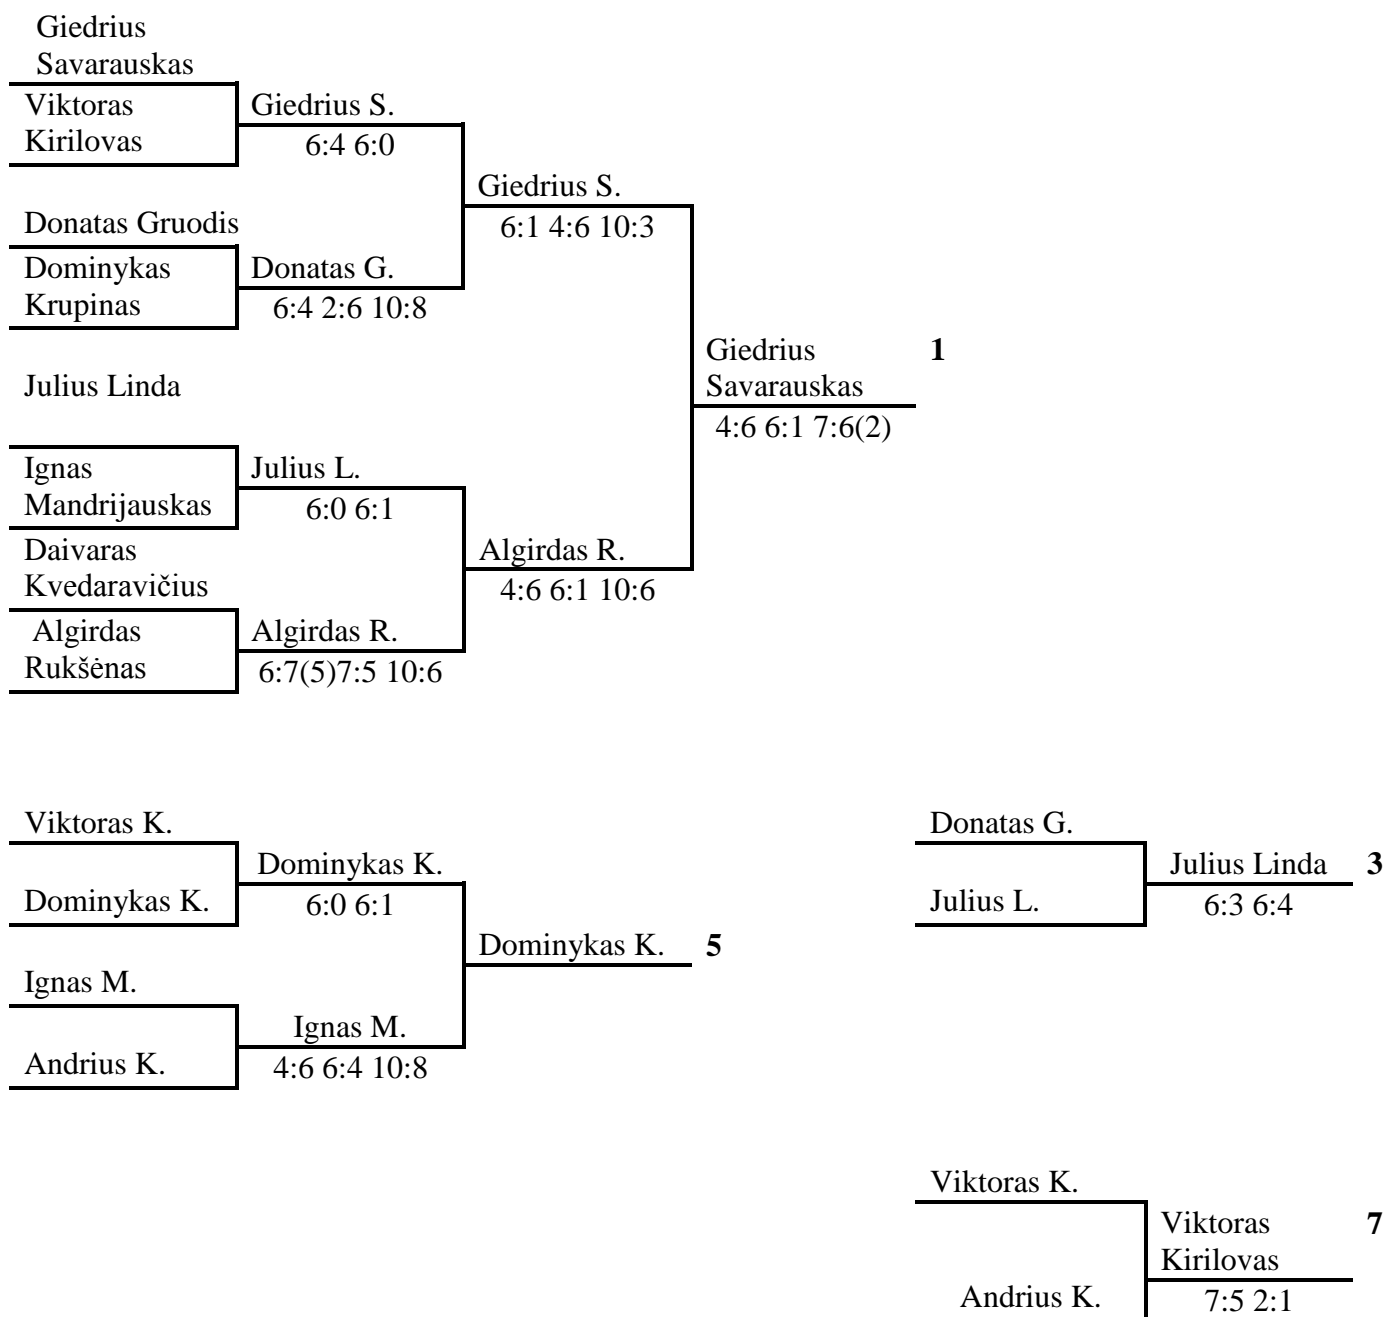 Giedrius
Savarauskas
Viktoras
Kirilovas
Giedrius S.
6:4 6:0
Giedrius S.
6:1 4:6 10:3
Donatas Gruodis
Dominykas
Krupinas
Donatas G.
6:4 2:6 10:8
Giedrius
Savarauskas
1
4:6 6:1 7:6(2)
Julius Linda
Ignas
Mandrijauskas
Julius L.
6:0 6:1
Daivaras
Kvedaravičius
Algirdas R.
4:6 6:1 10:6
Algirdas
Rukšėnas
Algirdas R.
6:7(5)7:5 10:6
Viktoras K.
Dominykas K.
Dominykas K.
6:0 6:1
Dominykas K. 5
Ignas M.
Ignas M.
Andrius K.
4:6 6:4 10:8
Donatas G.
Julius Linda 3
Julius L.
6:3 6:4
Viktoras K.
Viktoras
Kirilovas
7
Andrius K.
7:5 2:1